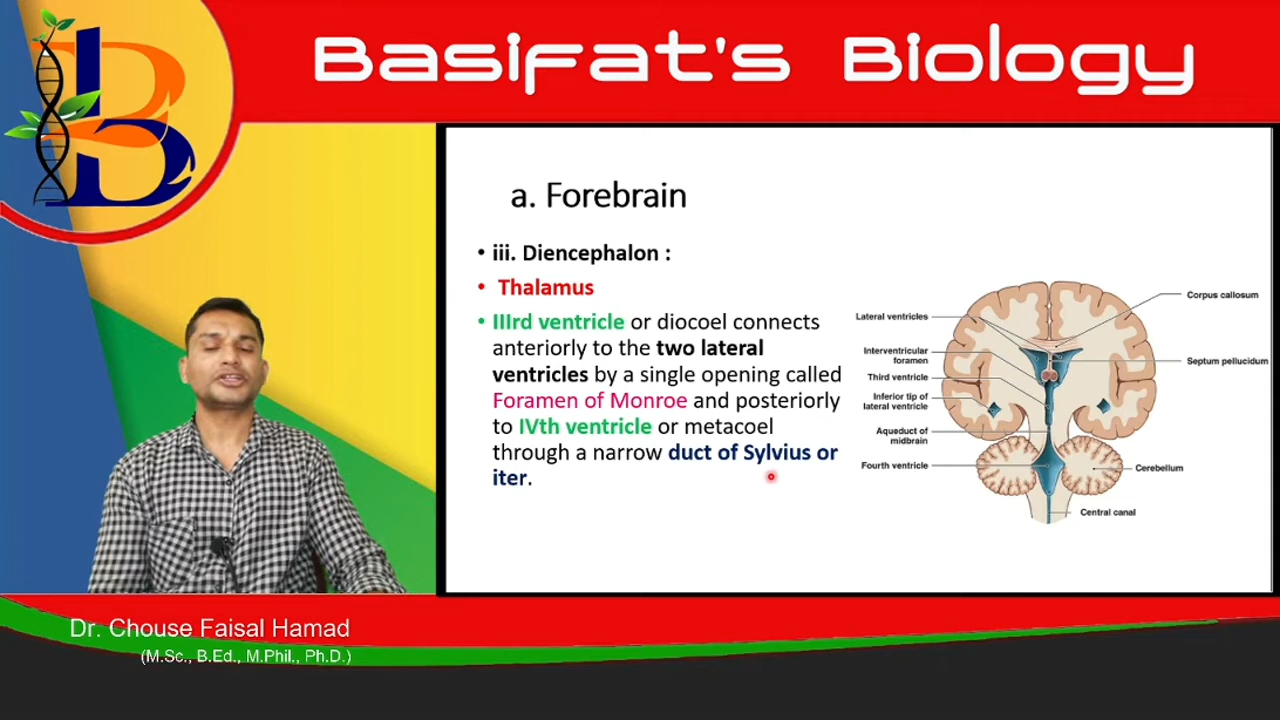 Basifat's Biology
a. Forebrain
• iii. Diencephalon :
• Thalamus
• IIIrd ventricle or diocoel connects
anteriorly to the two lateral
ventricles by a single opening called
Foramen of Monroe and posteriorly
to IVth ventricle or metacoel
through a narrow duct of Sylvius or
iter.
Corpus callosum
Lateral ventricles
Interventricular
foramen
Septum pellucidum
Third ventricle
Inferior tip of
lateral ventricle
Aqueduct of
midbrain
Fourth ventricle
Cerebellum
Central canal
Dr. Chouse Faisal Hamad
(M.Sc., B.Ed., M.Phil., Ph.D.)